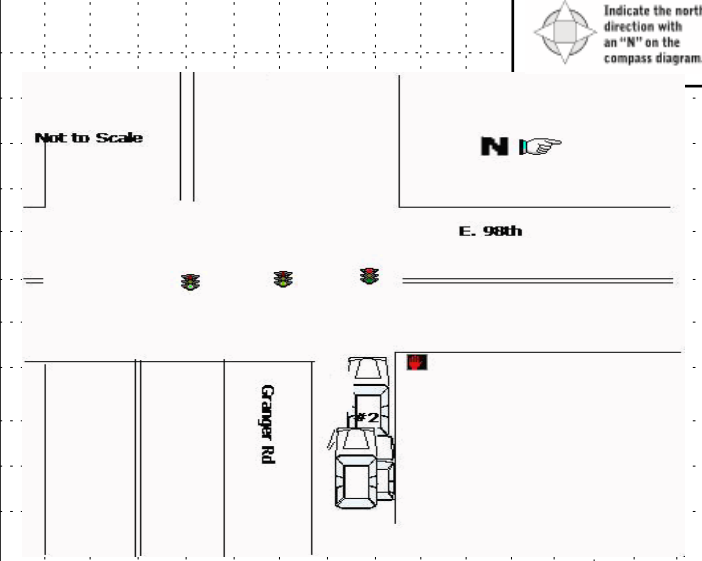 Indicate the north
direction with
an “N” on the
compass diagram.
Not to Scale
N
E. 98th
Granger Rd
#2